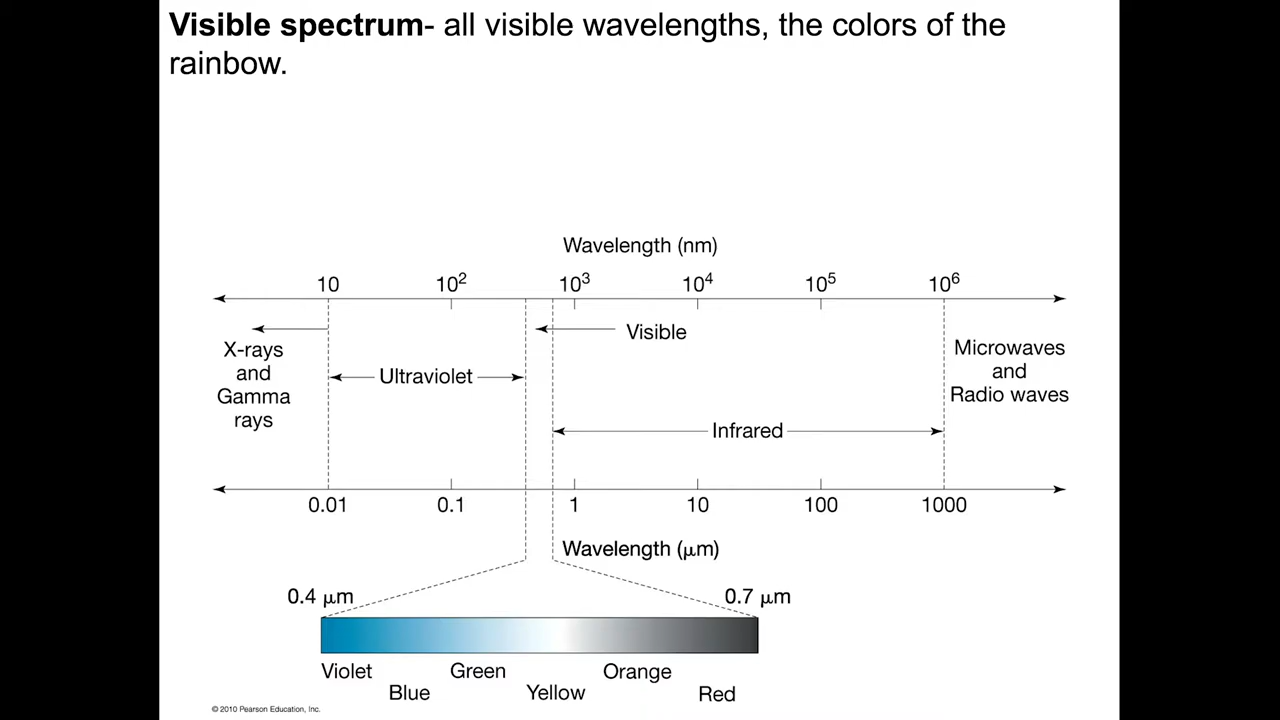 Visible spectrum- all visible wavelengths, the colors of the
rainbow.
Wavelength (nm)
10 10² 10³ 10⁴ 10⁵ 10⁶
Visible
X-rays
and
Gamma
rays
Ultraviolet
Microwaves
and
Radio waves
Infrared
0.01 0.1 1 10 100 1000
Wavelength (μm)
0.4 μm 0.7 μm
Violet Green Orange
Blue Yellow Red
© 2010 Pearson Education, Inc.